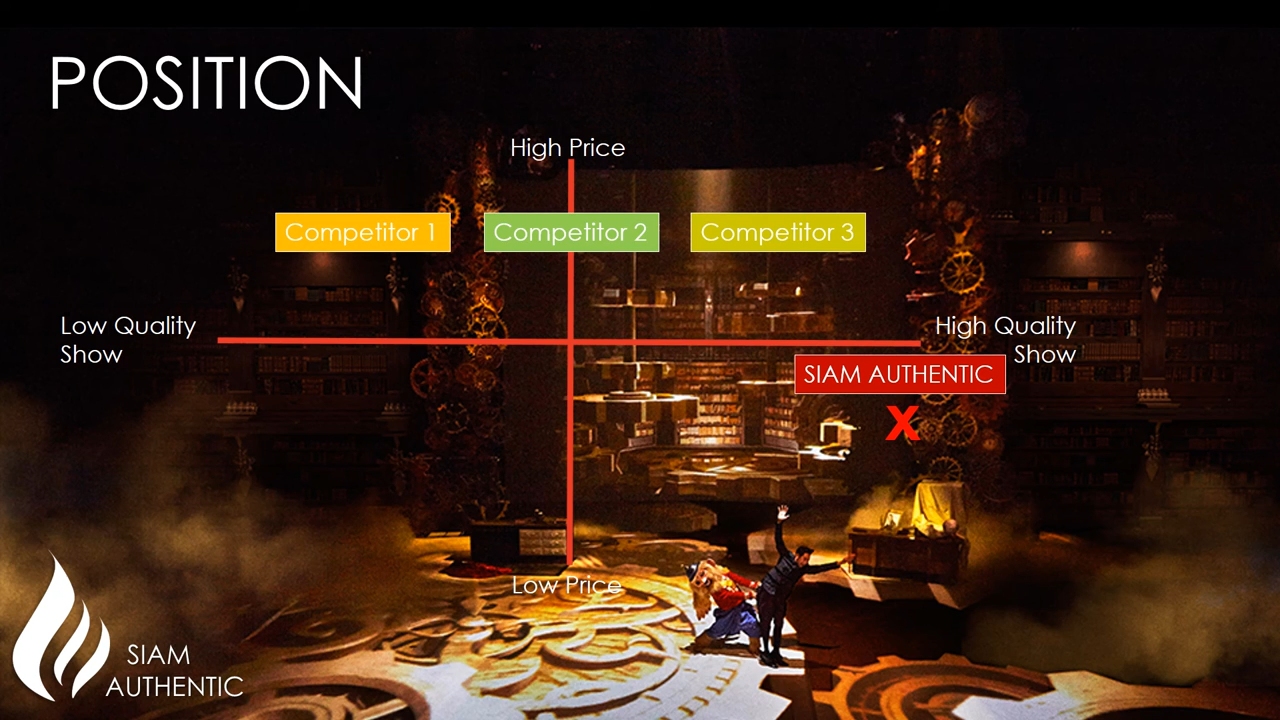 POSITION
High Price
Competitor 1
Competitor 2
Competitor 3
Low Quality
Show
High Quality
Show
SIAM AUTHENTIC
X
Low Price
SIAM
AUTHENTIC